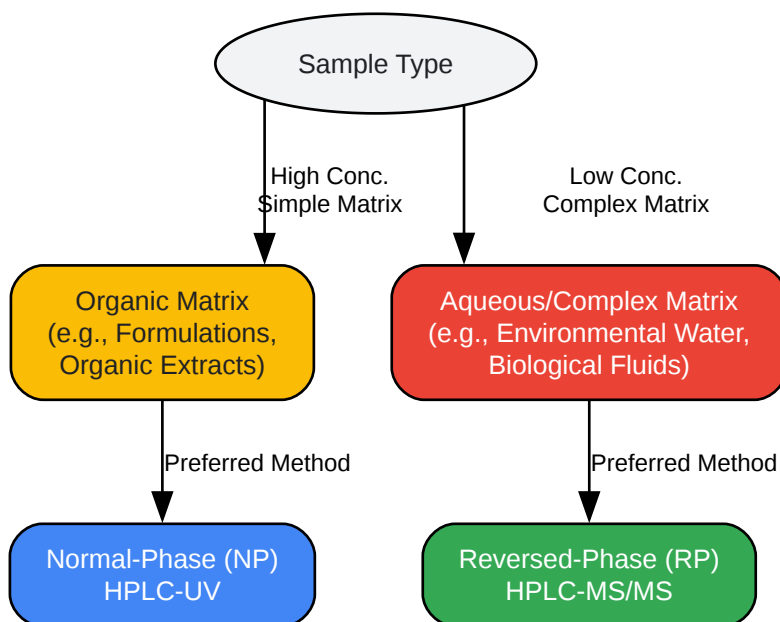 Sample Type
High Conc.
Simple Matrix
Low Conc.
Complex Matrix
Organic Matrix
(e.g., Formulations,
Organic Extracts)
Aqueous/Complex Matrix
(e.g., Environmental Water,
Biological Fluids)
Preferred Method
Preferred Method
Normal-Phase (NP)
HPLC-UV
Reversed-Phase (RP)
HPLC-MS/MS